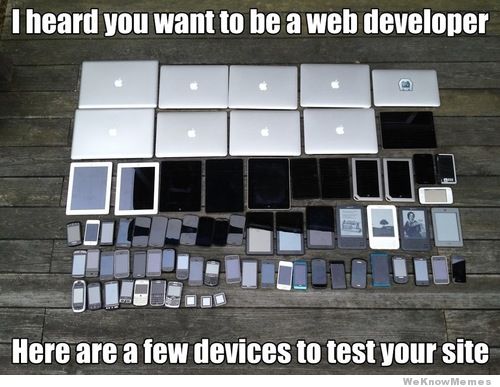 I heard you want to be a web developer
Here are a few devices to test your site
WeKnowMemes